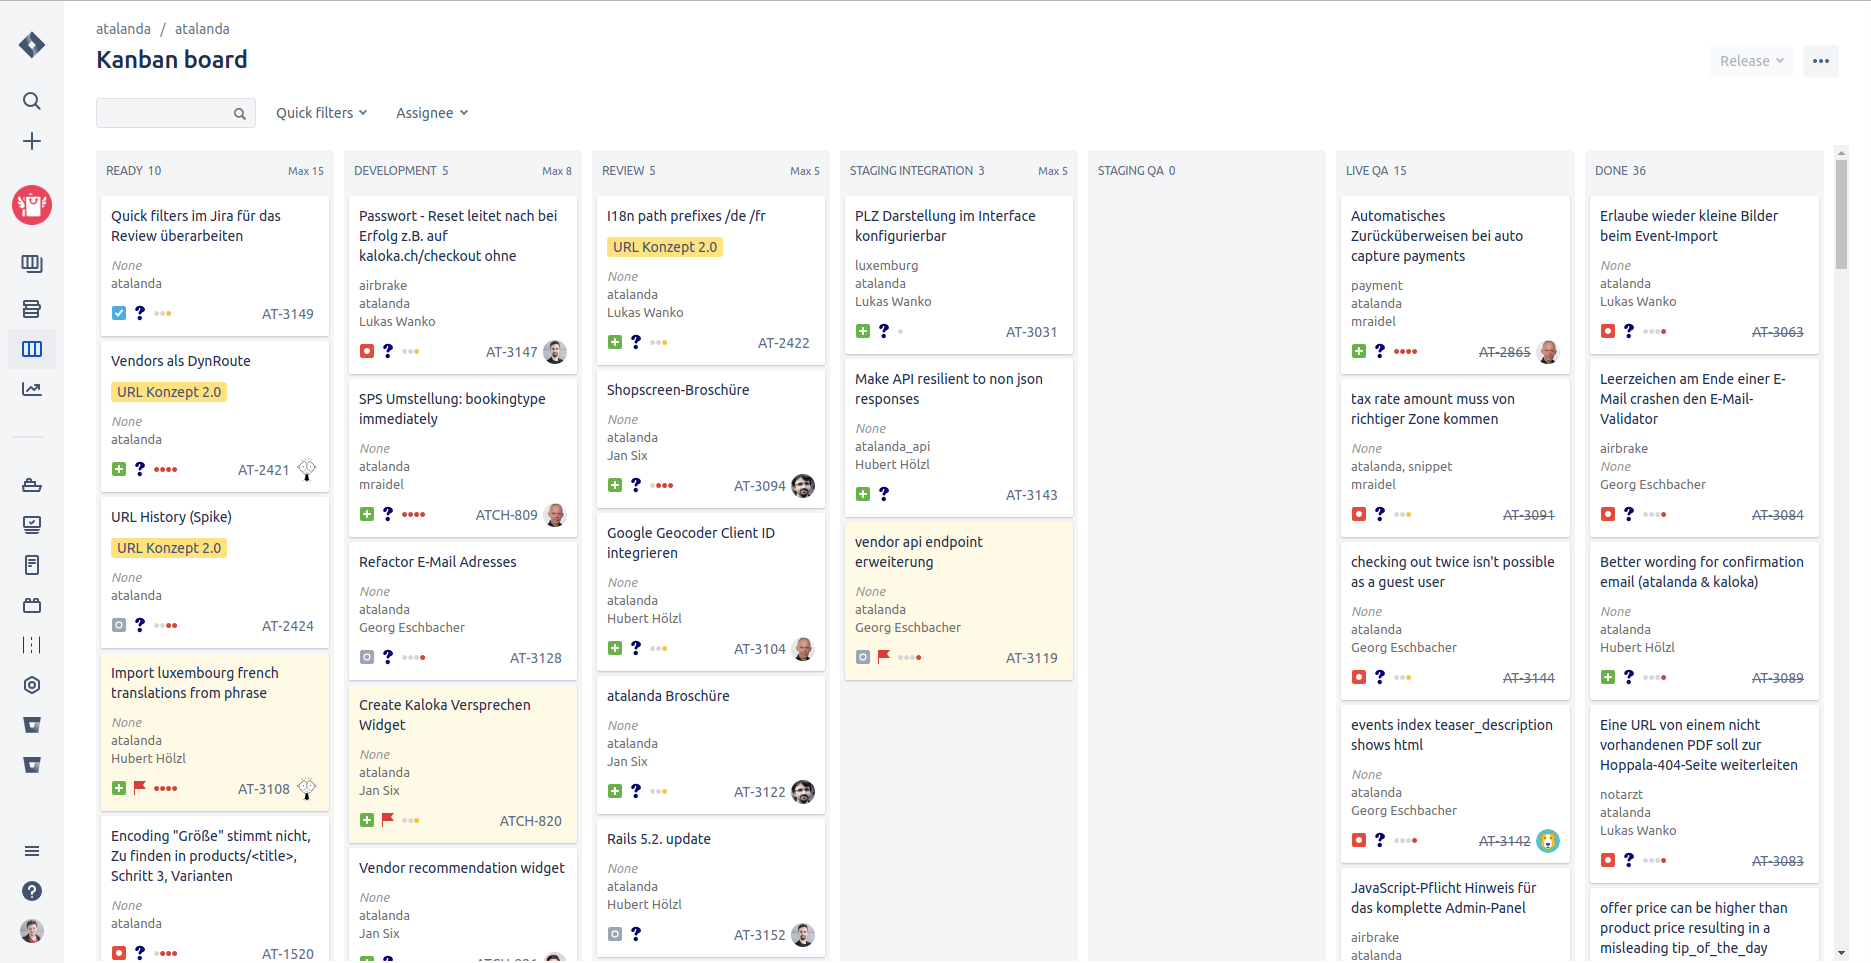 atalanda / atalanda
Kanban board
Release
Quick filters
Assignee
READY 10
Max 15
Quick filters im Jira für das
Review überarbeiten
None
atalanda
AT-3149
Vendors als DynRoute
URL Konzept 2.0
None
atalanda
AT-2421
URL History (Spike)
URL Konzept 2.0
None
atalanda
AT-2424
Import luxembourg french
translations from phrase
None
atalanda
Hubert Hölzl
AT-3108
Encoding "Größe" stimmt nicht,
Zu finden in products/<title>,
Schritt 3, Varianten
None
atalanda
AT-1520
DEVELOPMENT 5
Max 8
Passwort - Reset leitet nach bei
Erfolg z.B. auf
kaloka.ch/checkout ohne
airbrake
atalanda
Lukas Wanko
AT-3147
SPS Umstellung: bookingtype
immediately
None
atalanda
mraidel
ATCH-809
Refactor E-Mail Adresses
None
atalanda
Georg Eschbacher
AT-3128
Create Kaloka Versprechen
Widget
None
atalanda
Jan Six
ATCH-820
Vendor recommendation widget
None
atalanda
Jan Six
REVIEW 5
Max 5
I18n path prefixes /de /fr
URL Konzept 2.0
None
atalanda
Lukas Wanko
AT-2422
Shopscreen-Broschüre
None
atalanda
Jan Six
AT-3094
Google Geocoder Client ID
integrieren
None
atalanda
Hubert Hölzl
AT-3104
atalanda Broschüre
None
atalanda
Jan Six
AT-3122
Rails 5.2. update
None
atalanda
Hubert Hölzl
AT-3152
STAGING INTEGRATION 3
Max 5
PLZ Darstellung im Interface
konfigurierbar
luxemburg
atalanda
Lukas Wanko
AT-3031
Make API resilient to non json
responses
None
atalanda_api
Hubert Hölzl
AT-3143
vendor api endpoint
erweiterung
None
atalanda
Georg Eschbacher
AT-3119
STAGING QA 0
LIVE QA 15
Automatisches
Zurücküberweisen bei auto
capture payments
payment
atalanda
mraidel
AT-2865
tax rate amount muss von
richtiger Zone kommen
None
atalanda, snippet
mraidel
AT-3091
checking out twice isn't possible
as a guest user
None
atalanda
Georg Eschbacher
AT-3144
events index teaser_description
shows html
None
atalanda
Georg Eschbacher
AT-3142
JavaScript-Pflicht Hinweis für
das komplette Admin-Panel
airbrake
atalanda
DONE 36
Erlaube wieder kleine Bilder
beim Event-Import
None
atalanda
Lukas Wanko
AT-3063
Leerzeichen am Ende einer E-
Mail crashen den E-Mail-
Validator
airbrake
None
Georg Eschbacher
AT-3084
Better wording for confirmation
email (atalanda & kaloka)
None
atalanda
Hubert Hölzl
AT-3089
Eine URL von einem nicht
vorhandenen PDF soll zur
Hoppala-404-Seite weiterleiten
notarzt
atalanda
Lukas Wanko
AT-3083
offer price can be higher than
product price resulting in a
misleading tip_of_the_day